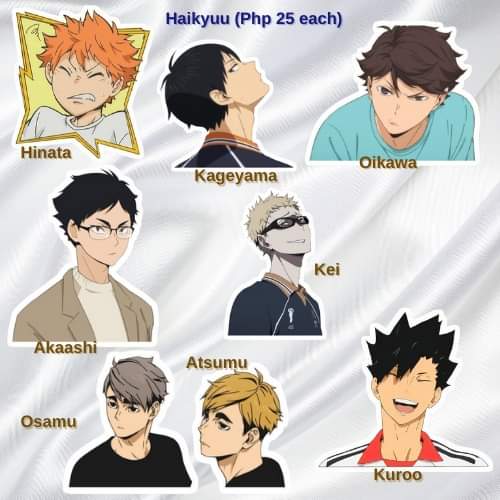 Haikyuu (Php 25 each)
Hinata
Kageyama
Oikawa
Akaashi
Kei
Osamu
Atsumu
Kuroo